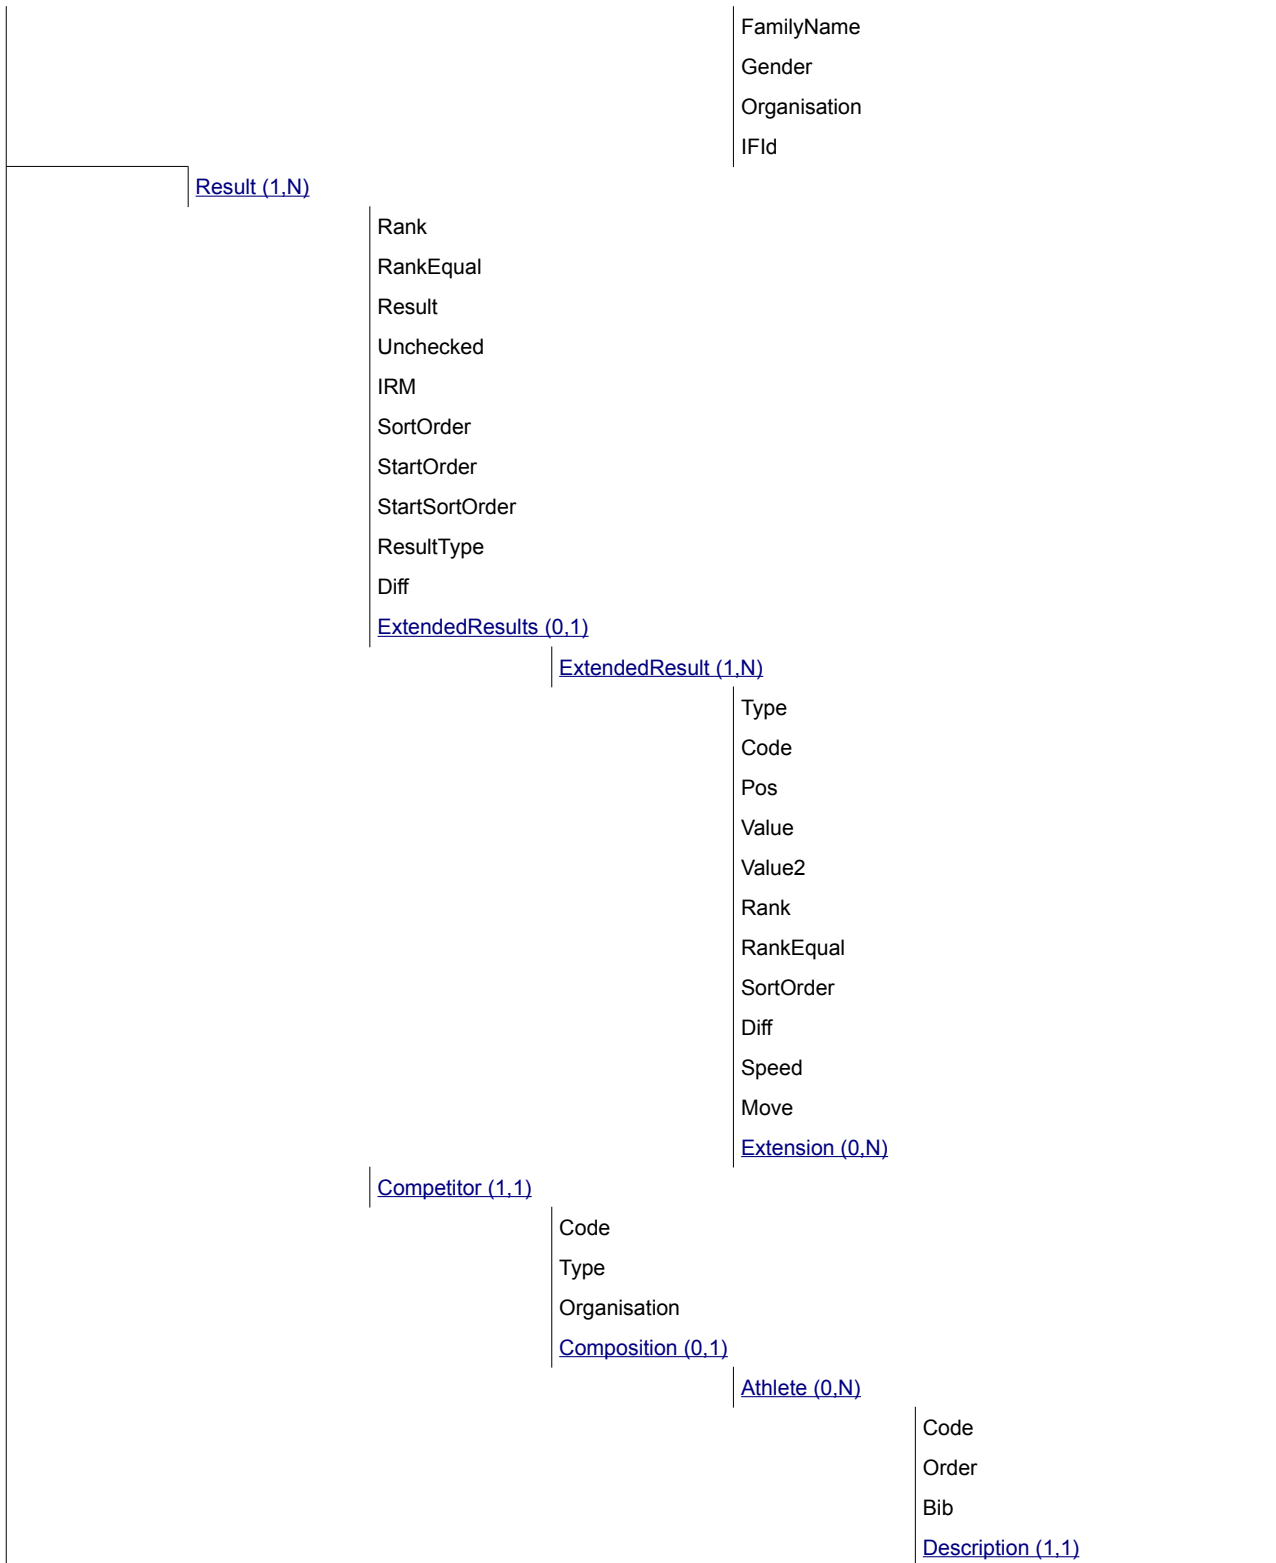 FamilyName
Gender
Organisation
IFId
Result (1,N)
Rank
RankEqual
Result
Unchecked
IRM
SortOrder
StartOrder
StartSortOrder
ResultType
Diff
ExtendedResults (0,1)
ExtendedResult (1,N)
Type
Code
Pos
Value
Value2
Rank
RankEqual
SortOrder
Diff
Speed
Move
Extension (0,N)
Competitor (1,1)
Code
Type
Organisation
Composition (0,1)
Athlete (0,N)
Code
Order
Bib
Description (1,1)